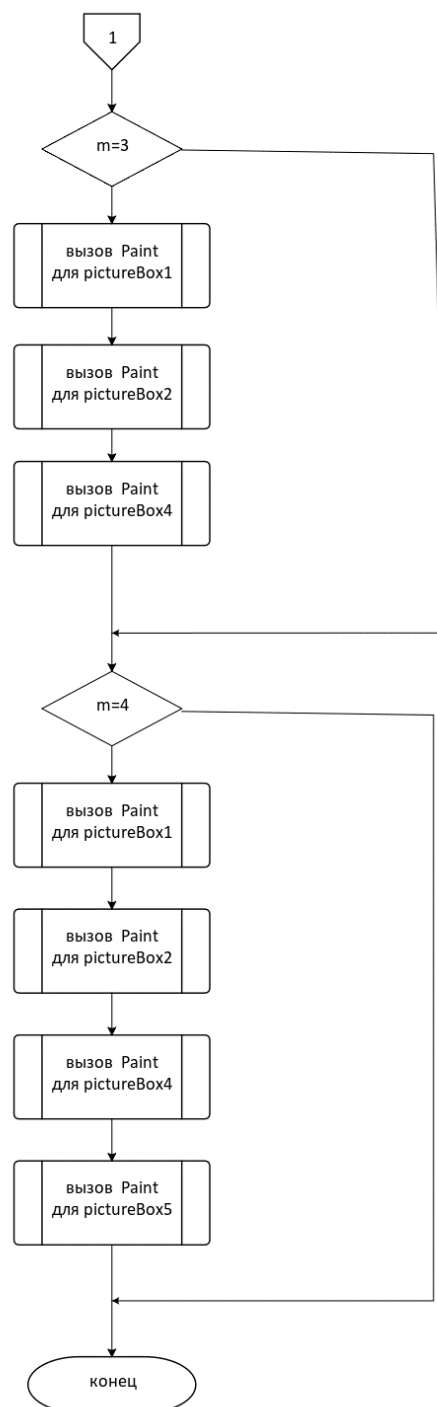 1
m=3
вызов Paint
для pictureBox1
вызов Paint
для pictureBox2
вызов Paint
для pictureBox4
m=4
вызов Paint
для pictureBox1
вызов Paint
для pictureBox2
вызов Paint
для pictureBox4
вызов Paint
для pictureBox5
конец